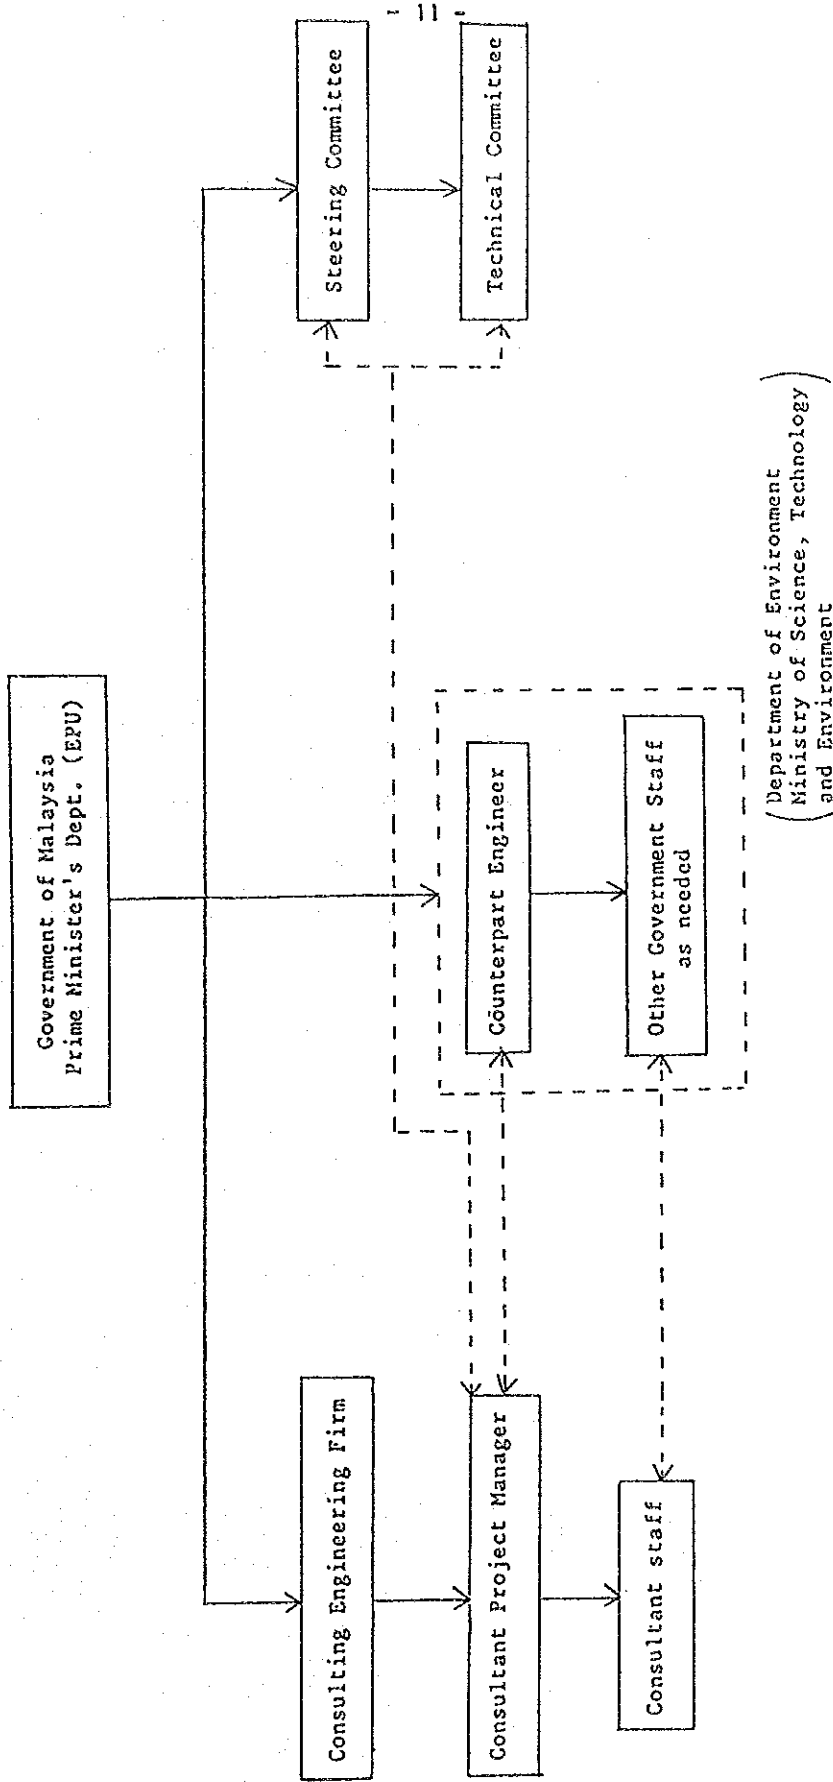 - 11 -
Government of Malaysia
Prime Minister's Dept. (EPU)
Consulting Engineering Firm
Steering Committee
Consultant Project Manager
Counterpart Engineer
Technical Committee
Consultant staff
Other Government Staff
as needed
(Department of Environment
Ministry of Science, Technology
and Environment)